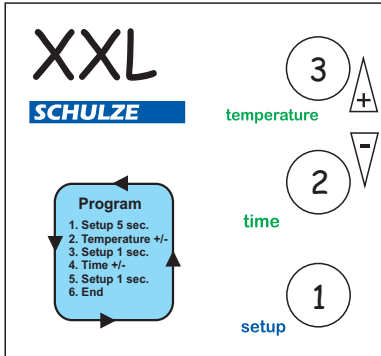 XXL
SCHULZE
3
temperature
+
-
2
time
1
setup
Program
1. Setup 5 sec.
2. Temperature +/-
3. Setup 1 sec.
4. Time +/-
5. Setup 1 sec.
6. End